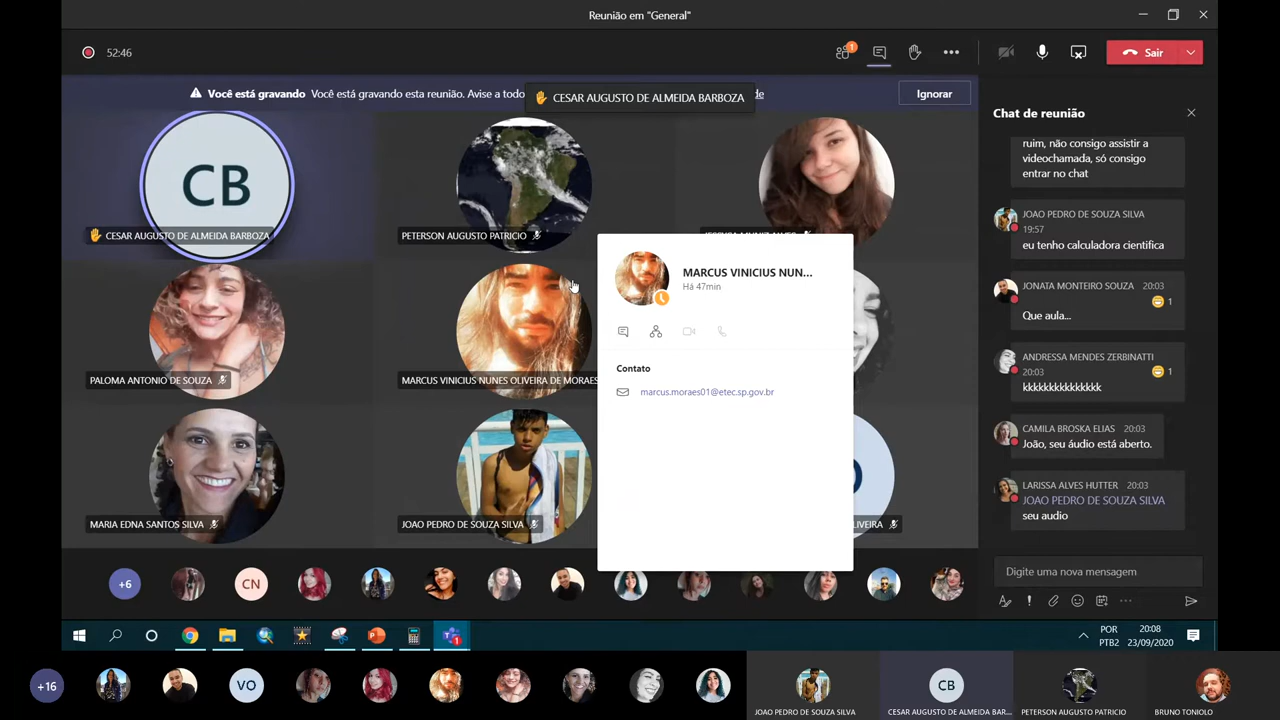 Reunião em "General"
52:46
1
Sair
Você está gravando Você está gravando esta reunião. Avise a todo
de
Ignorar
CESAR AUGUSTO DE ALMEIDA BARBOZA
Chat de reunião
CB
CESAR AUGUSTO DE ALMEIDA BARBOZA
PETERSON AUGUSTO PATRICIO
ruim, não consigo assistir a
videochamada, só consigo
entrar no chat
JOAO PEDRO DE SOUZA SILVA
19:57
eu tenho calculadora cientifica
PALOMA ANTONIO DE SOUZA
MARCUS VINICIUS NUNES OLIVEIRA DE MORAES
MARCUS VINICIUS NUN...
Há 47min
Contato
marcus.moraes01@etec.sp.gov.br
JONATA MONTEIRO SOUZA 20:03
1
Que aula...
ANDRESSA MENDES ZERBINATTI
20:03
1
kkkkkkkkkkkkkk
CAMILA BROSKA ELIAS 20:03
João, seu áudio está aberto.
LARISSA ALVES HUTTER 20:03
JOAO PEDRO DE SOUZA SILVA
seu audio
MARIA EDNA SANTOS SILVA
JOAO PEDRO DE SOUZA SILVA
LIVEIRA
+6
CN
Digite uma nova mensagem
1
POR
PTB2
20:08
23/09/2020
+16
VO
JOAO PEDRO DE SOUZA SILVA
CB
CESAR AUGUSTO DE ALMEIDA BAR...
PETERSON AUGUSTO PATRICIO
BRUNO TONIOLO